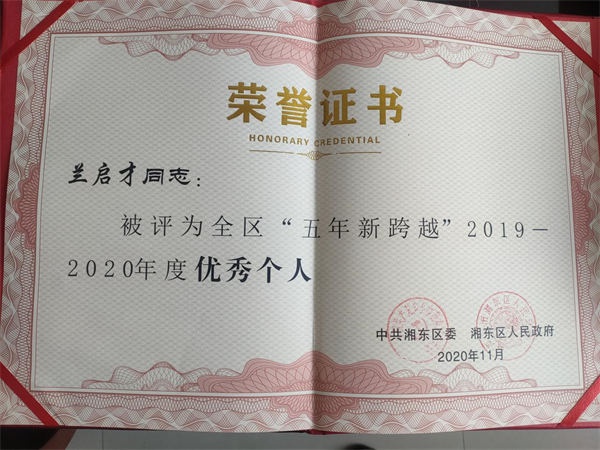 荣誉证书
HONORARY CREDENTIAL
兰启才同志：
被评为全区“五年新跨越”2019－
2020年度优秀个人
中共湘东区委 湘东区人民政府
2020年11月